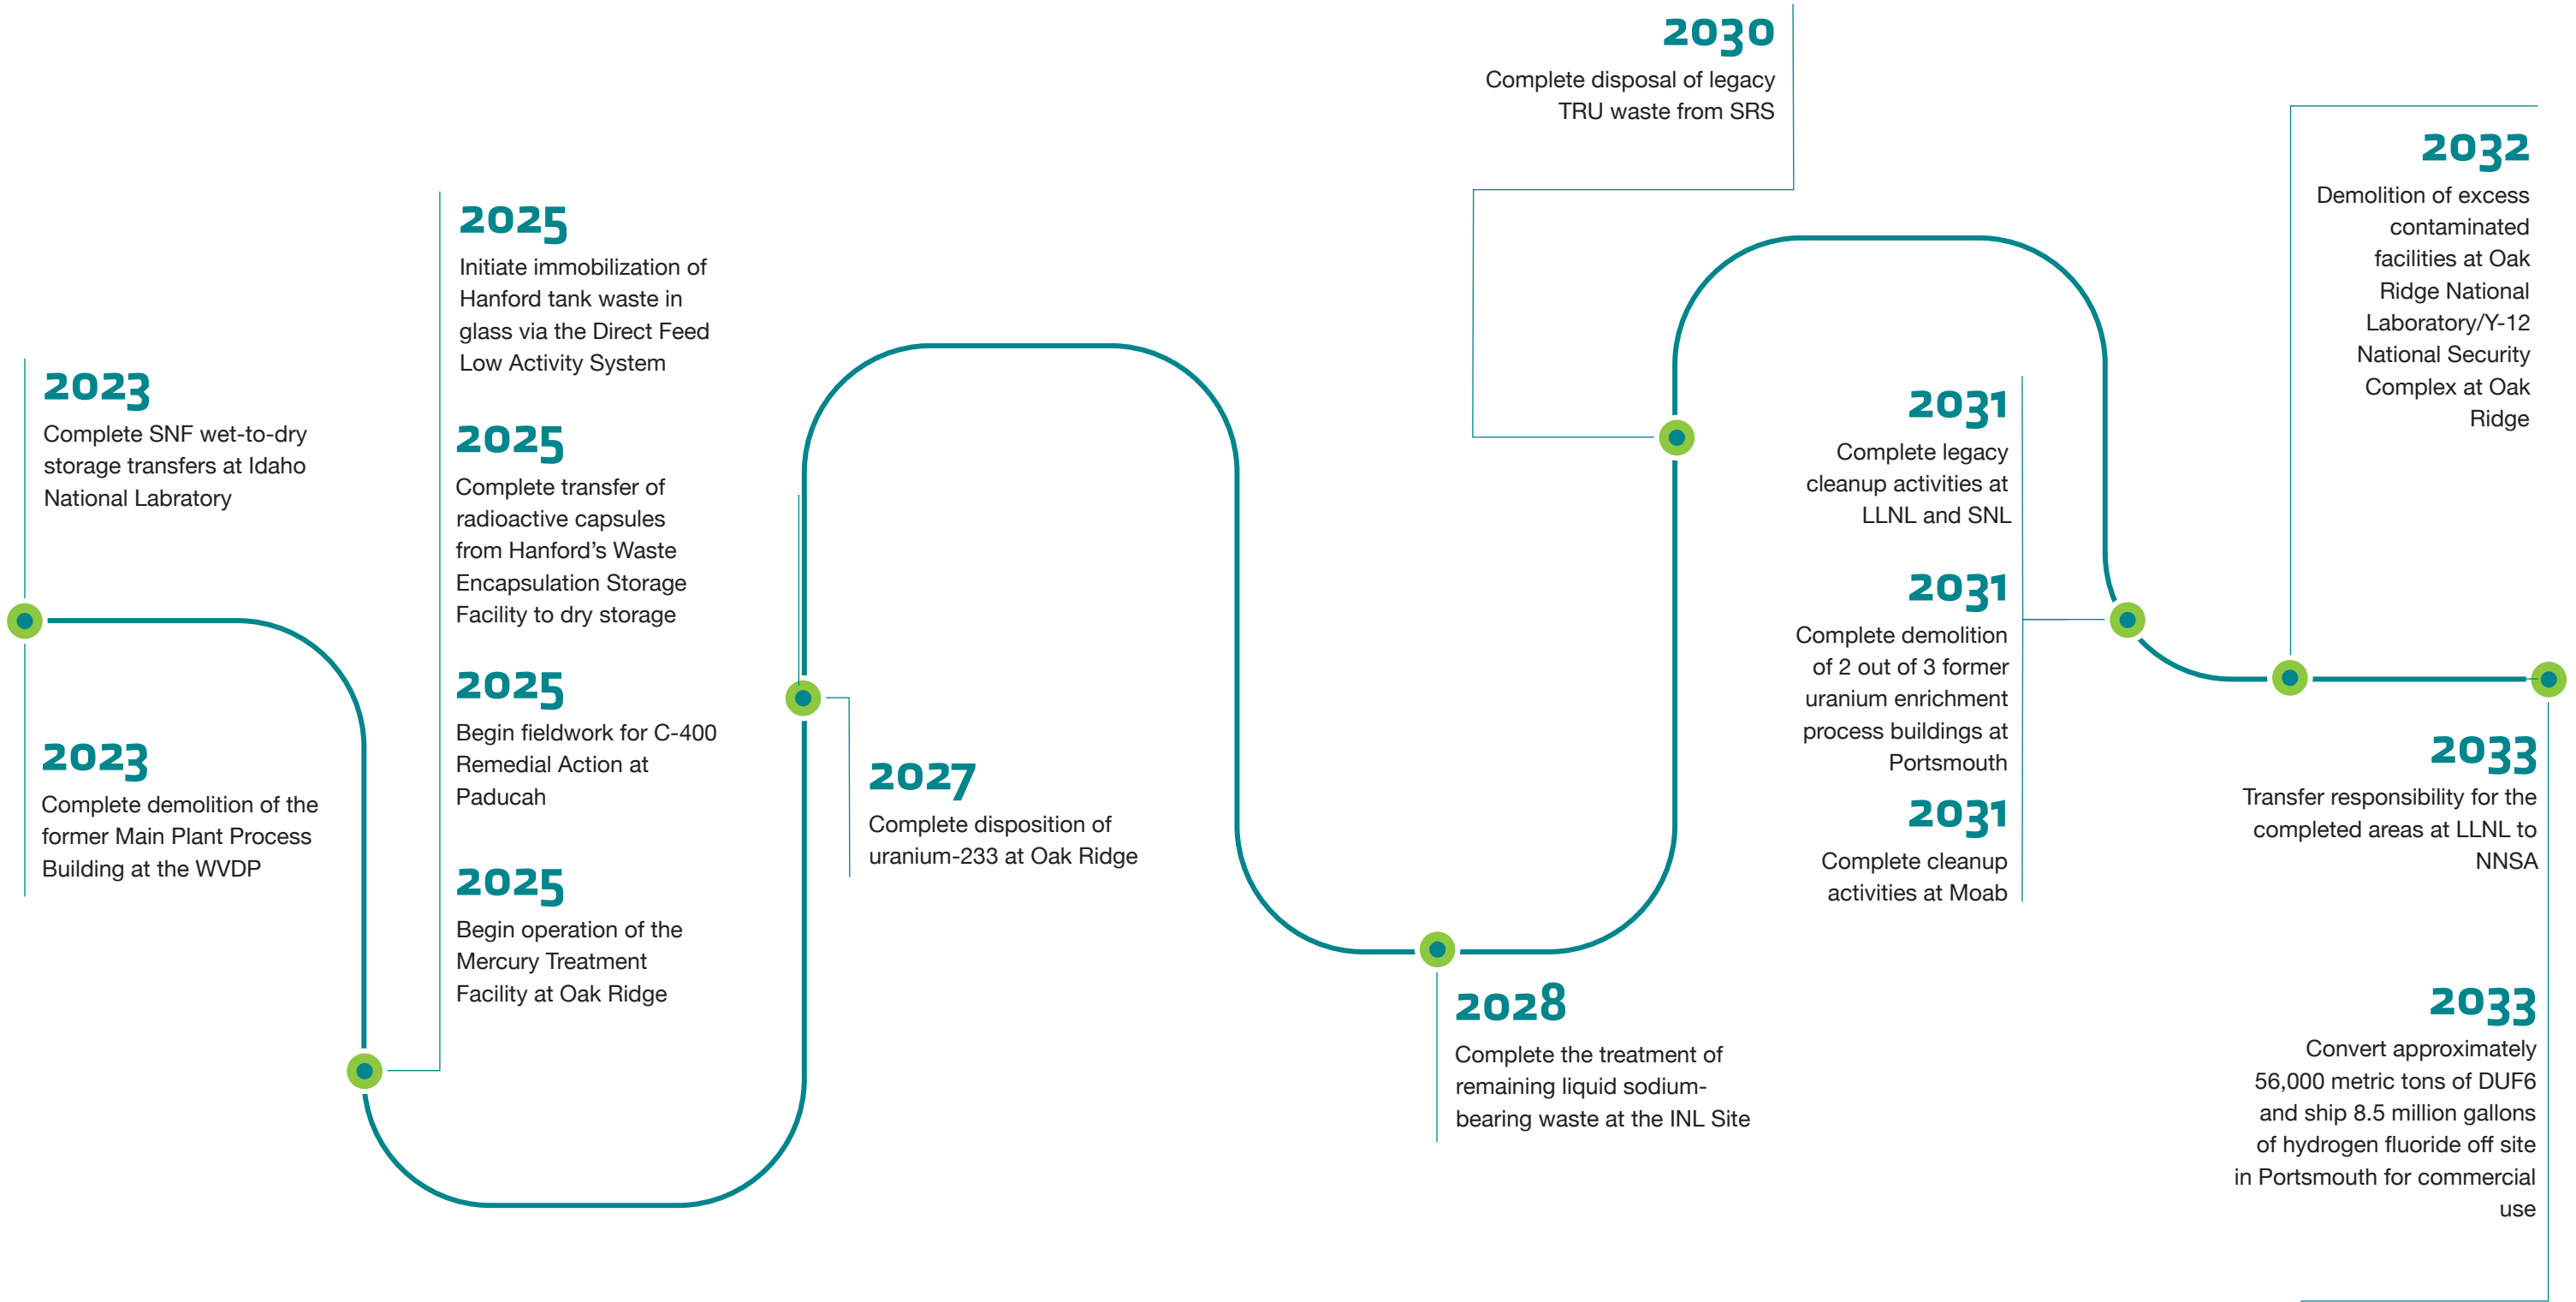 2023
Complete SNF wet-to-dry
storage transfers at Idaho
National Labratory
2023
Complete demolition of the
former Main Plant Process
Building at the WVDP
2025
Initiate immobilization of
Hanford tank waste in
glass via the Direct Feed
Low Activity System
2025
Complete transfer of
radioactive capsules
from Hanford’s Waste
Encapsulation Storage
Facility to dry storage
2025
Begin fieldwork for C-400
Remedial Action at
Paducah
2025
Begin operation of the
Mercury Treatment
Facility at Oak Ridge
2027
Complete disposition of
uranium-233 at Oak Ridge
2028
Complete the treatment of
remaining liquid sodium-
bearing waste at the INL Site
2030
Complete disposal of legacy
TRU waste from SRS
2031
Complete legacy
cleanup activities at
LLNL and SNL
2031
Complete demolition
of 2 out of 3 former
uranium enrichment
process buildings at
Portsmouth
2031
Complete cleanup
activities at Moab
2032
Demolition of excess
contaminated
facilities at Oak
Ridge National
Laboratory/Y-12
National Security
Complex at Oak
Ridge
2033
Transfer responsibility for the
completed areas at LLNL to
NNSA
2033
Convert approximately
56,000 metric tons of DUF6
and ship 8.5 million gallons
of hydrogen fluoride off site
in Portsmouth for commercial
use